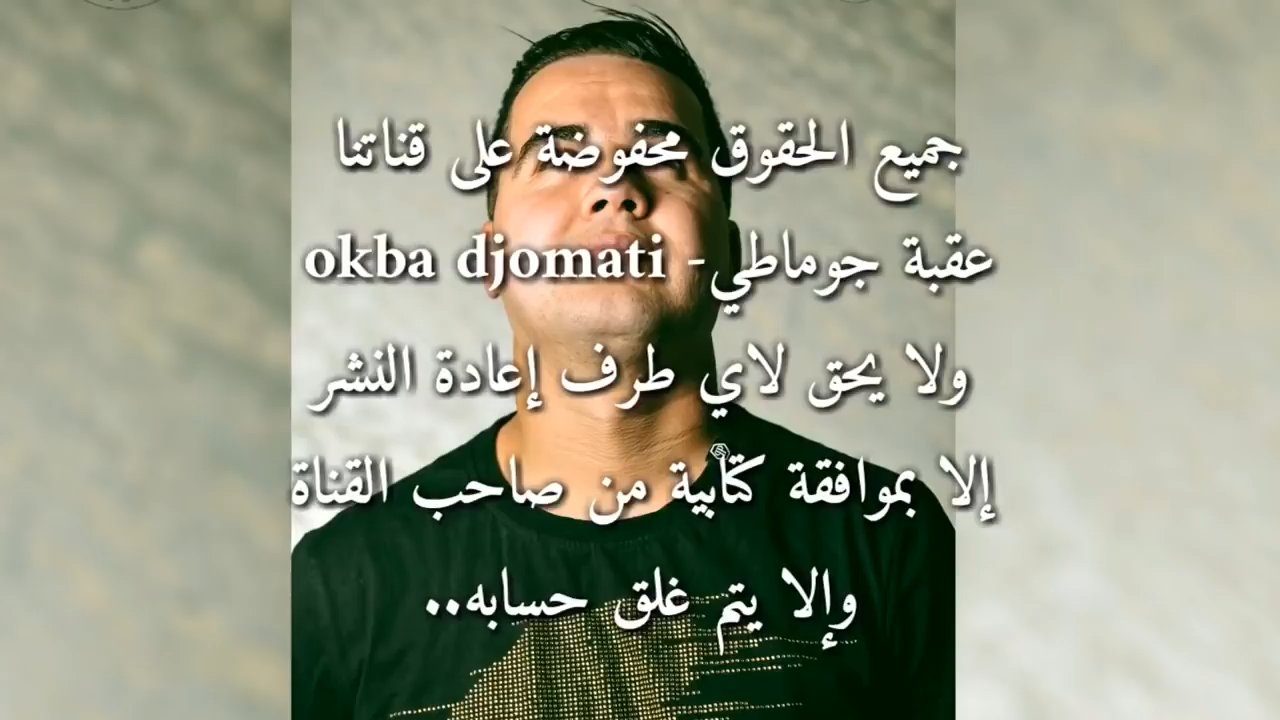 جميع الحقوق محفوضة على قناتنا
عقبة جوماطي- okba djomati
ولا يحق لاي طرف إعادة النشر
إلا بموافقة كتابية من صاحب القناة
وإلا يتم غلق حسابه..